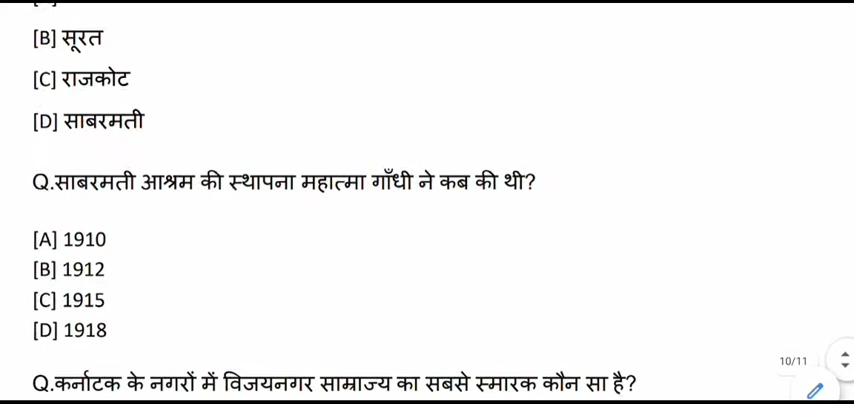 [B] सूरत
[C] राजकोट
[D] साबरमती
Q.साबरमती आश्रम की स्थापना महात्मा गाँधी ने कब की थी?
[A] 1910
[B] 1912
[C] 1915
[D] 1918
10/11
Q.कर्नाटक के नगरों में विजयनगर साम्राज्य का सबसे स्मारक कौन सा है?